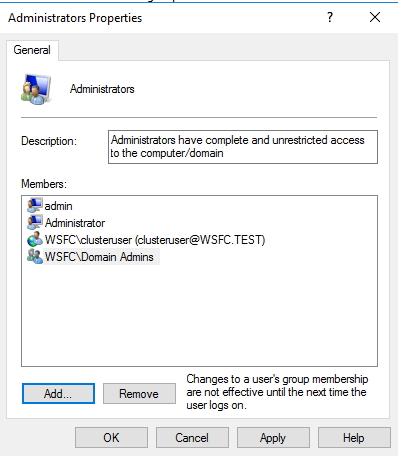 Administrators Properties
?
General
Administrators
Description:
Administrators have complete and unrestricted access
to the computer/domain
Members:
admin
Administrator
WSFC\clusteruser (clusteruser@WSFC.TEST)
WSFC\Domain Admins
Add...
Remove
Changes to a user's group membership
are not effective until the next time the
user logs on.
OK
Cancel
Apply
Help